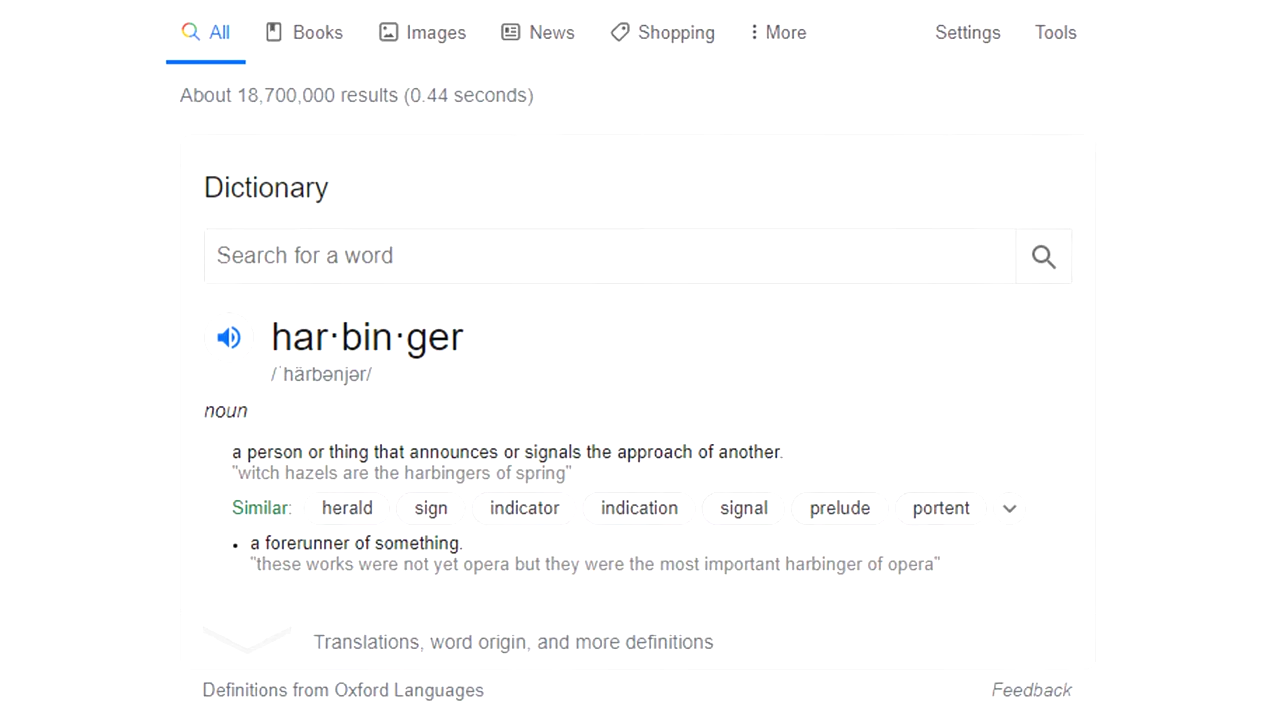 All Books Images News Shopping More Settings Tools
About 18,700,000 results (0.44 seconds)
Dictionary
Search for a word
har·bin·ger
/ˈhärbənjər/
noun
a person or thing that announces or signals the approach of another.
"witch hazels are the harbingers of spring"
Similar: herald sign indicator indication signal prelude portent
• a forerunner of something.
"these works were not yet opera but they were the most important harbinger of opera"
Translations, word origin, and more definitions
Definitions from Oxford Languages Feedback